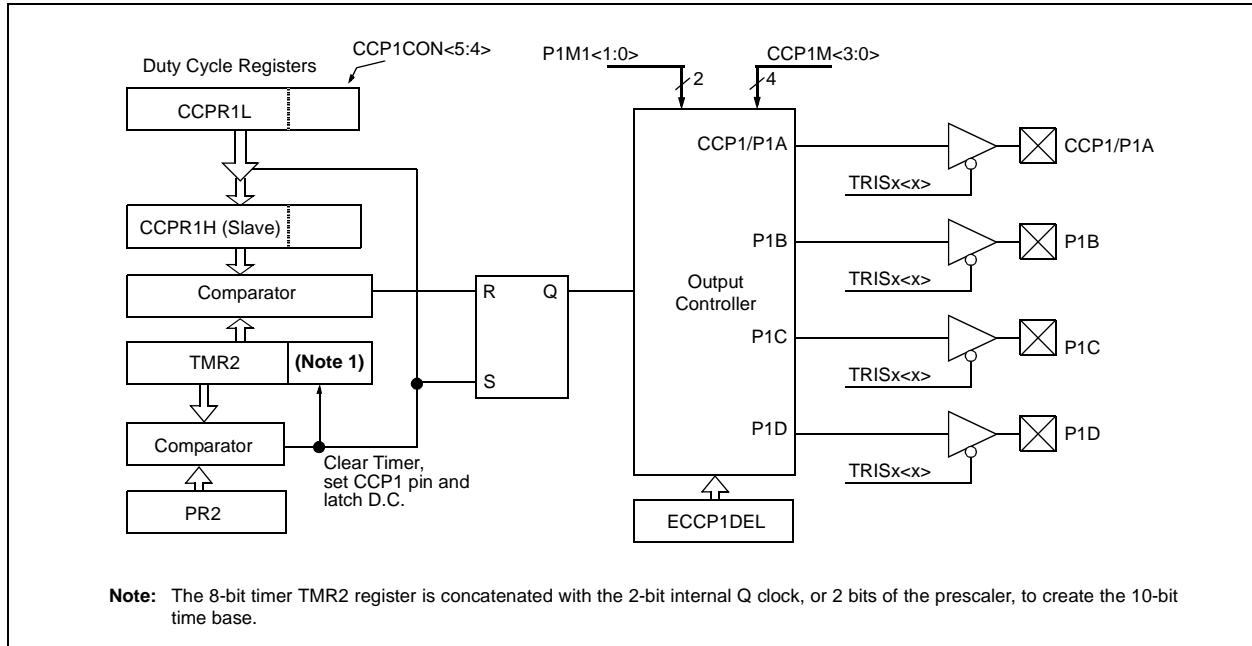 CCP1CON<5:4>
Duty Cycle Registers
CCPR1L
CCPR1H (Slave)
Comparator
TMR2
(Note 1)
Comparator
PR2
Clear Timer,
set CCP1 pin and
latch D.C.
R
Q
S
P1M1<1:0>
2
CCP1M<3:0>
4
Output
Controller
CCP1/P1A
P1B
P1C
P1D
ECCP1DEL
TRISx<x>
CCP1/P1A
TRISx<x>
P1B
TRISx<x>
P1C
TRISx<x>
P1D
Note: The 8-bit timer TMR2 register is concatenated with the 2-bit internal Q clock, or 2 bits of the prescaler, to create the 10-bit
time base.